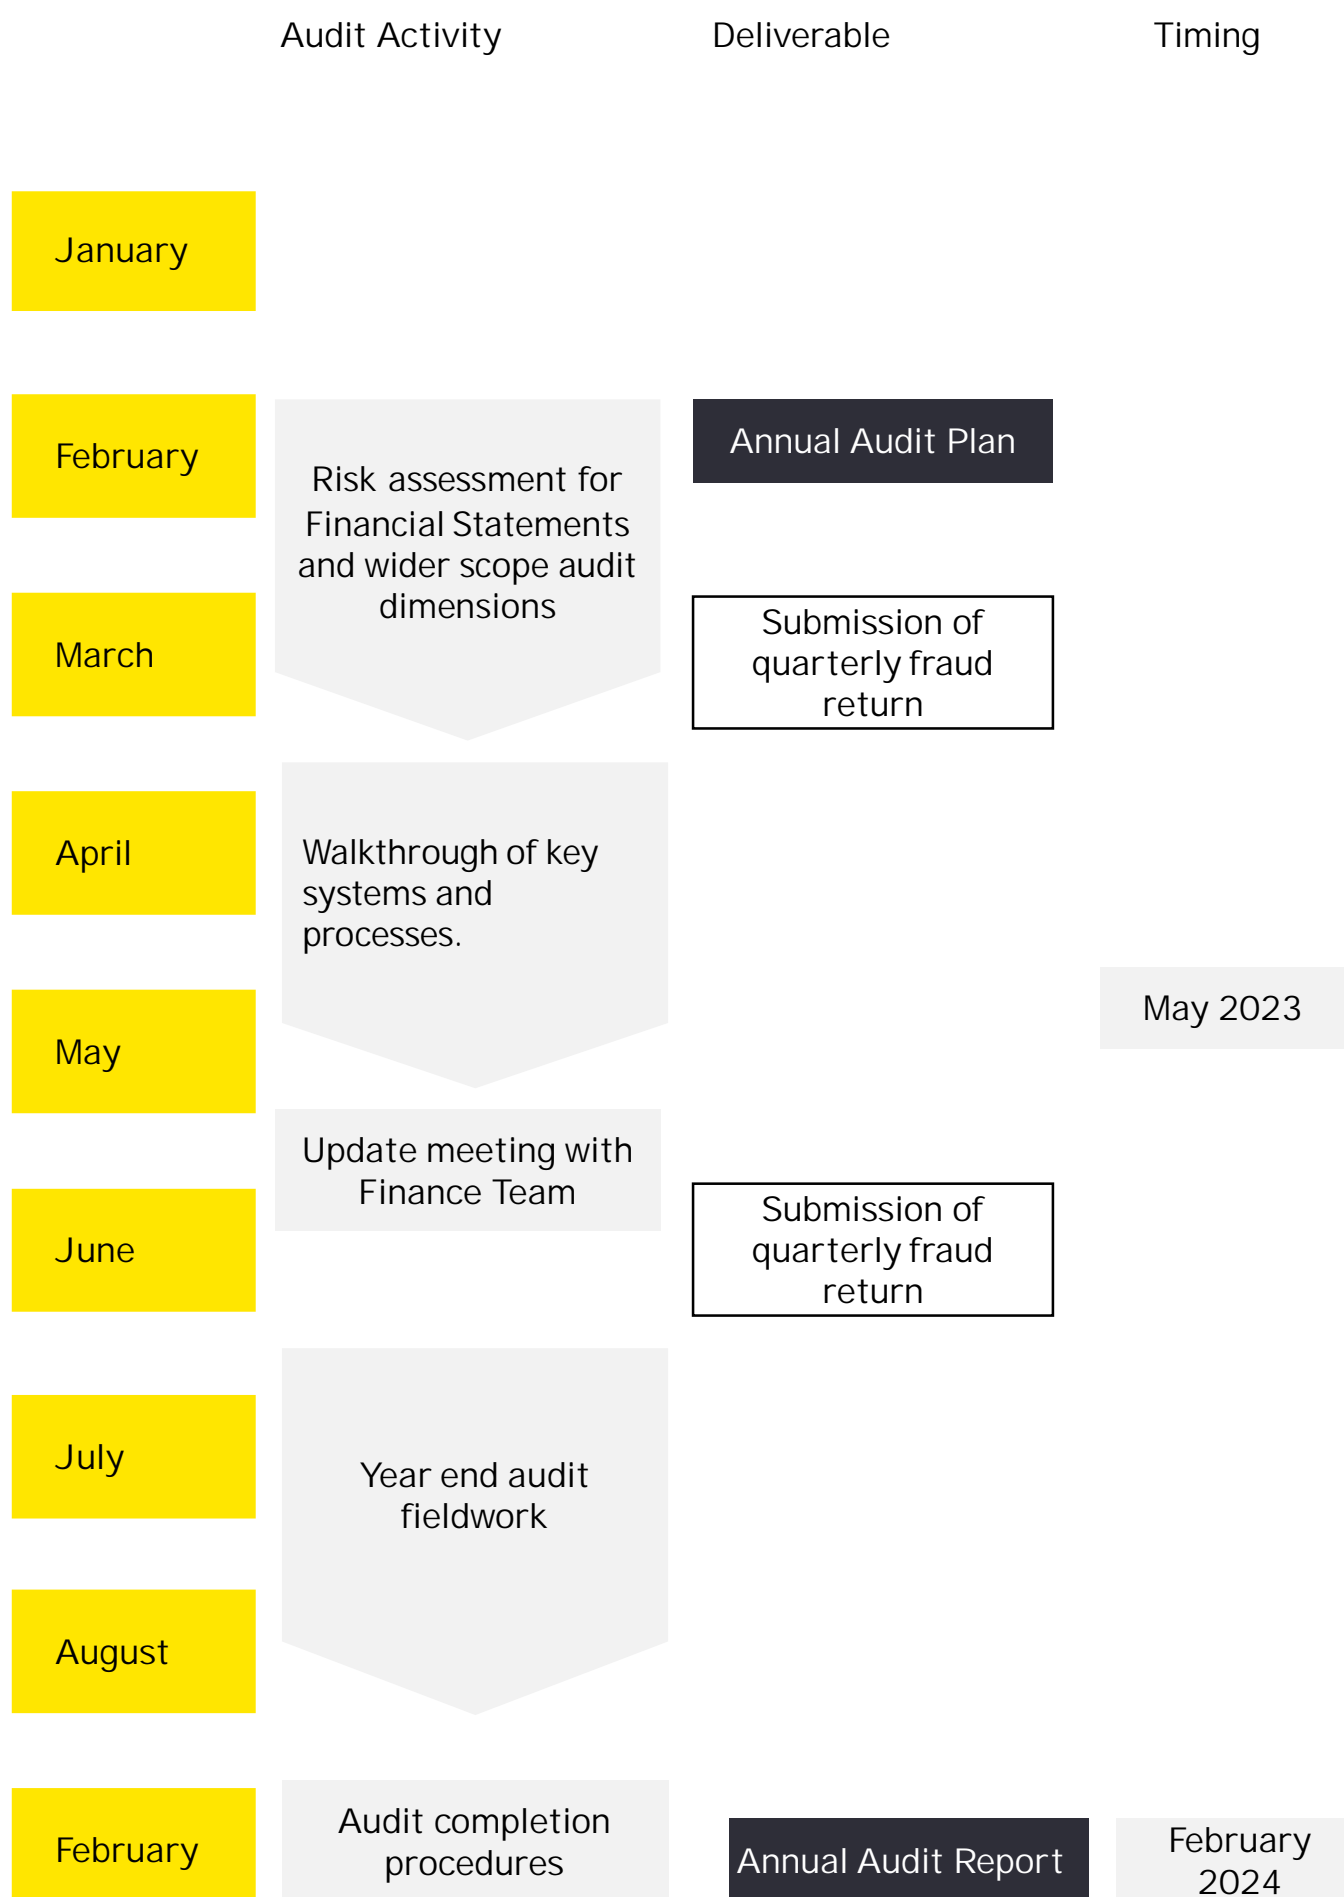 Audit Activity
Deliverable
Timing
January
February
Risk assessment for
Financial Statements
and wider scope audit
dimensions
Annual Audit Plan
March
Submission of
quarterly fraud
return
April
Walkthrough of key
systems and
processes.
May
May 2023
Update meeting with
Finance Team
June
Submission of
quarterly fraud
return
July
Year end audit
fieldwork
August
February
Audit completion
procedures
Annual Audit Report
February
2024